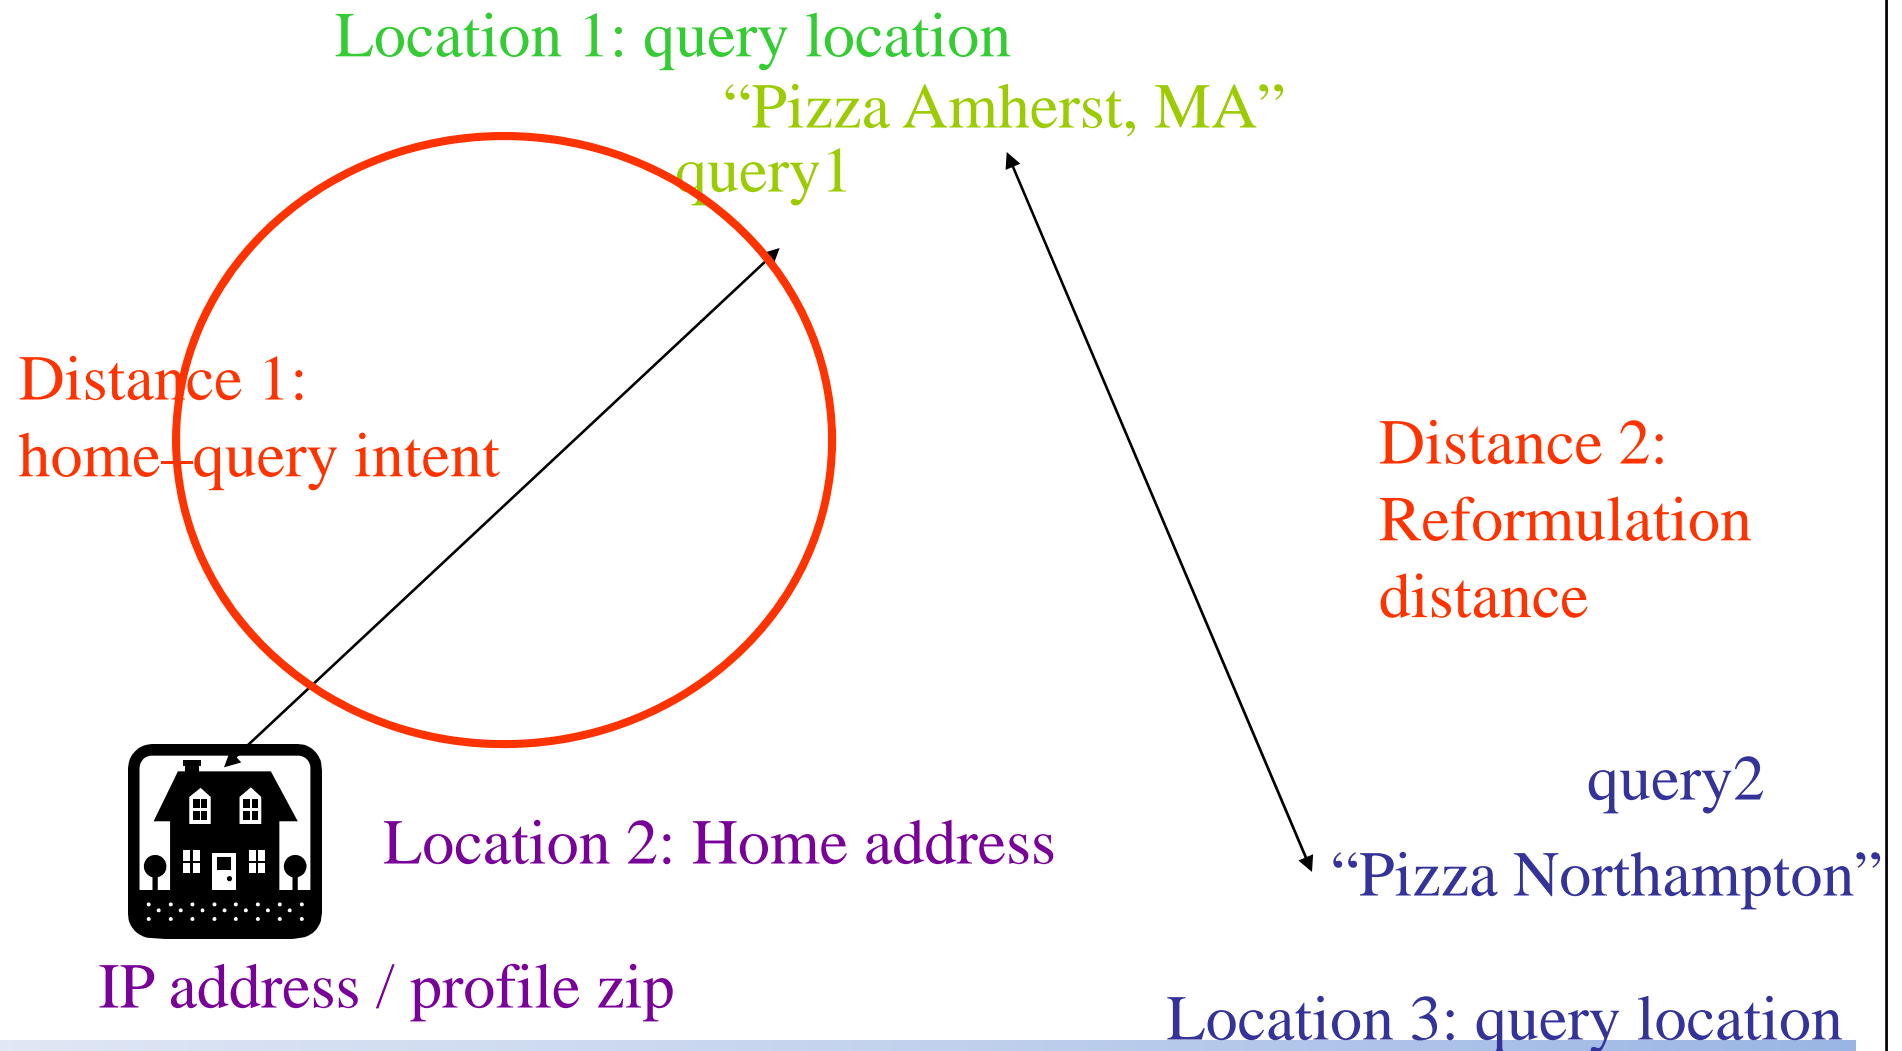 Location 1: query location
“Pizza Amherst, MA”
query1
Distance 1:
home–query intent
Distance 2:
Reformulation
distance
query2
Location 2: Home address
“Pizza Northampton”
IP address / profile zip
Location 3: query location